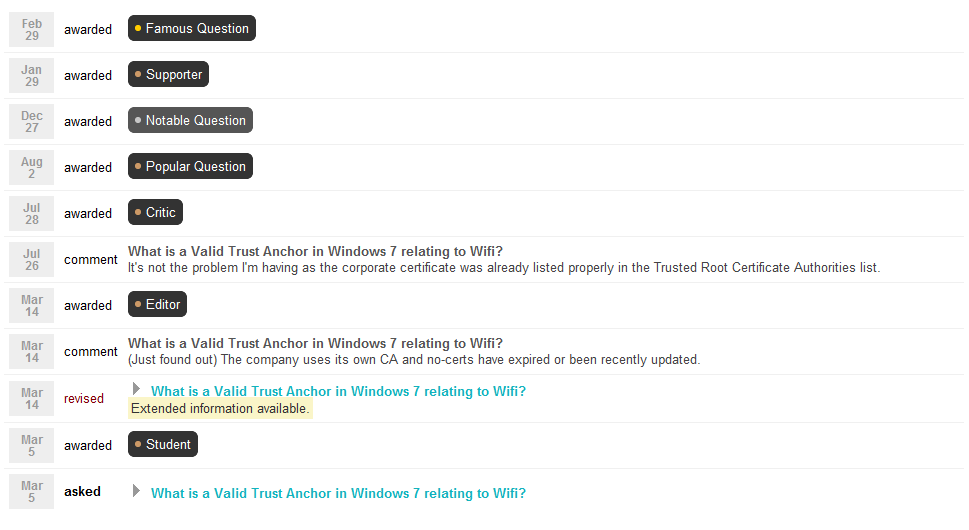 Feb
29
awarded
Famous Question
Jan
29
awarded
Supporter
Dec
27
awarded
Notable Question
Aug
2
awarded
Popular Question
Jul
28
awarded
Critic
Jul
26
comment
What is a Valid Trust Anchor in Windows 7 relating to Wifi?
It's not the problem I'm having as the corporate certificate was already listed properly in the Trusted Root Certificate Authorities list.
Mar
14
awarded
Editor
Mar
14
comment
What is a Valid Trust Anchor in Windows 7 relating to Wifi?
(Just found out) The company uses its own CA and no-certs have expired or been recently updated.
Mar
14
revised
What is a Valid Trust Anchor in Windows 7 relating to Wifi?
Extended information available.
Mar
5
awarded
Student
Mar
5
asked
What is a Valid Trust Anchor in Windows 7 relating to Wifi?